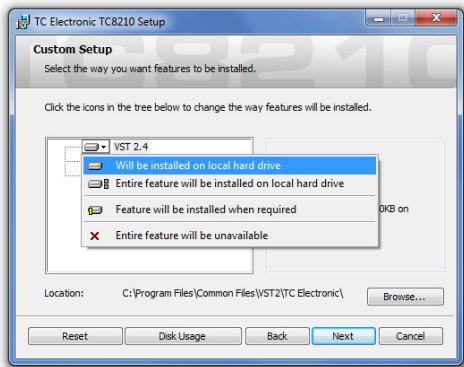 TC Electronic TC8210 Setup
TC8210
Custom Setup
Select the way you want features to be installed.
Click the icons in the tree below to change the way features will be installed.
VST 2.4
Will be installed on local hard drive
Entire feature will be installed on local hard drive
Feature will be installed when required
0KB on
Entire feature will be unavailable
Location: C:\Program Files\Common Files\VST2\TC Electronic\ Browse...
Reset Disk Usage Back Next Cancel